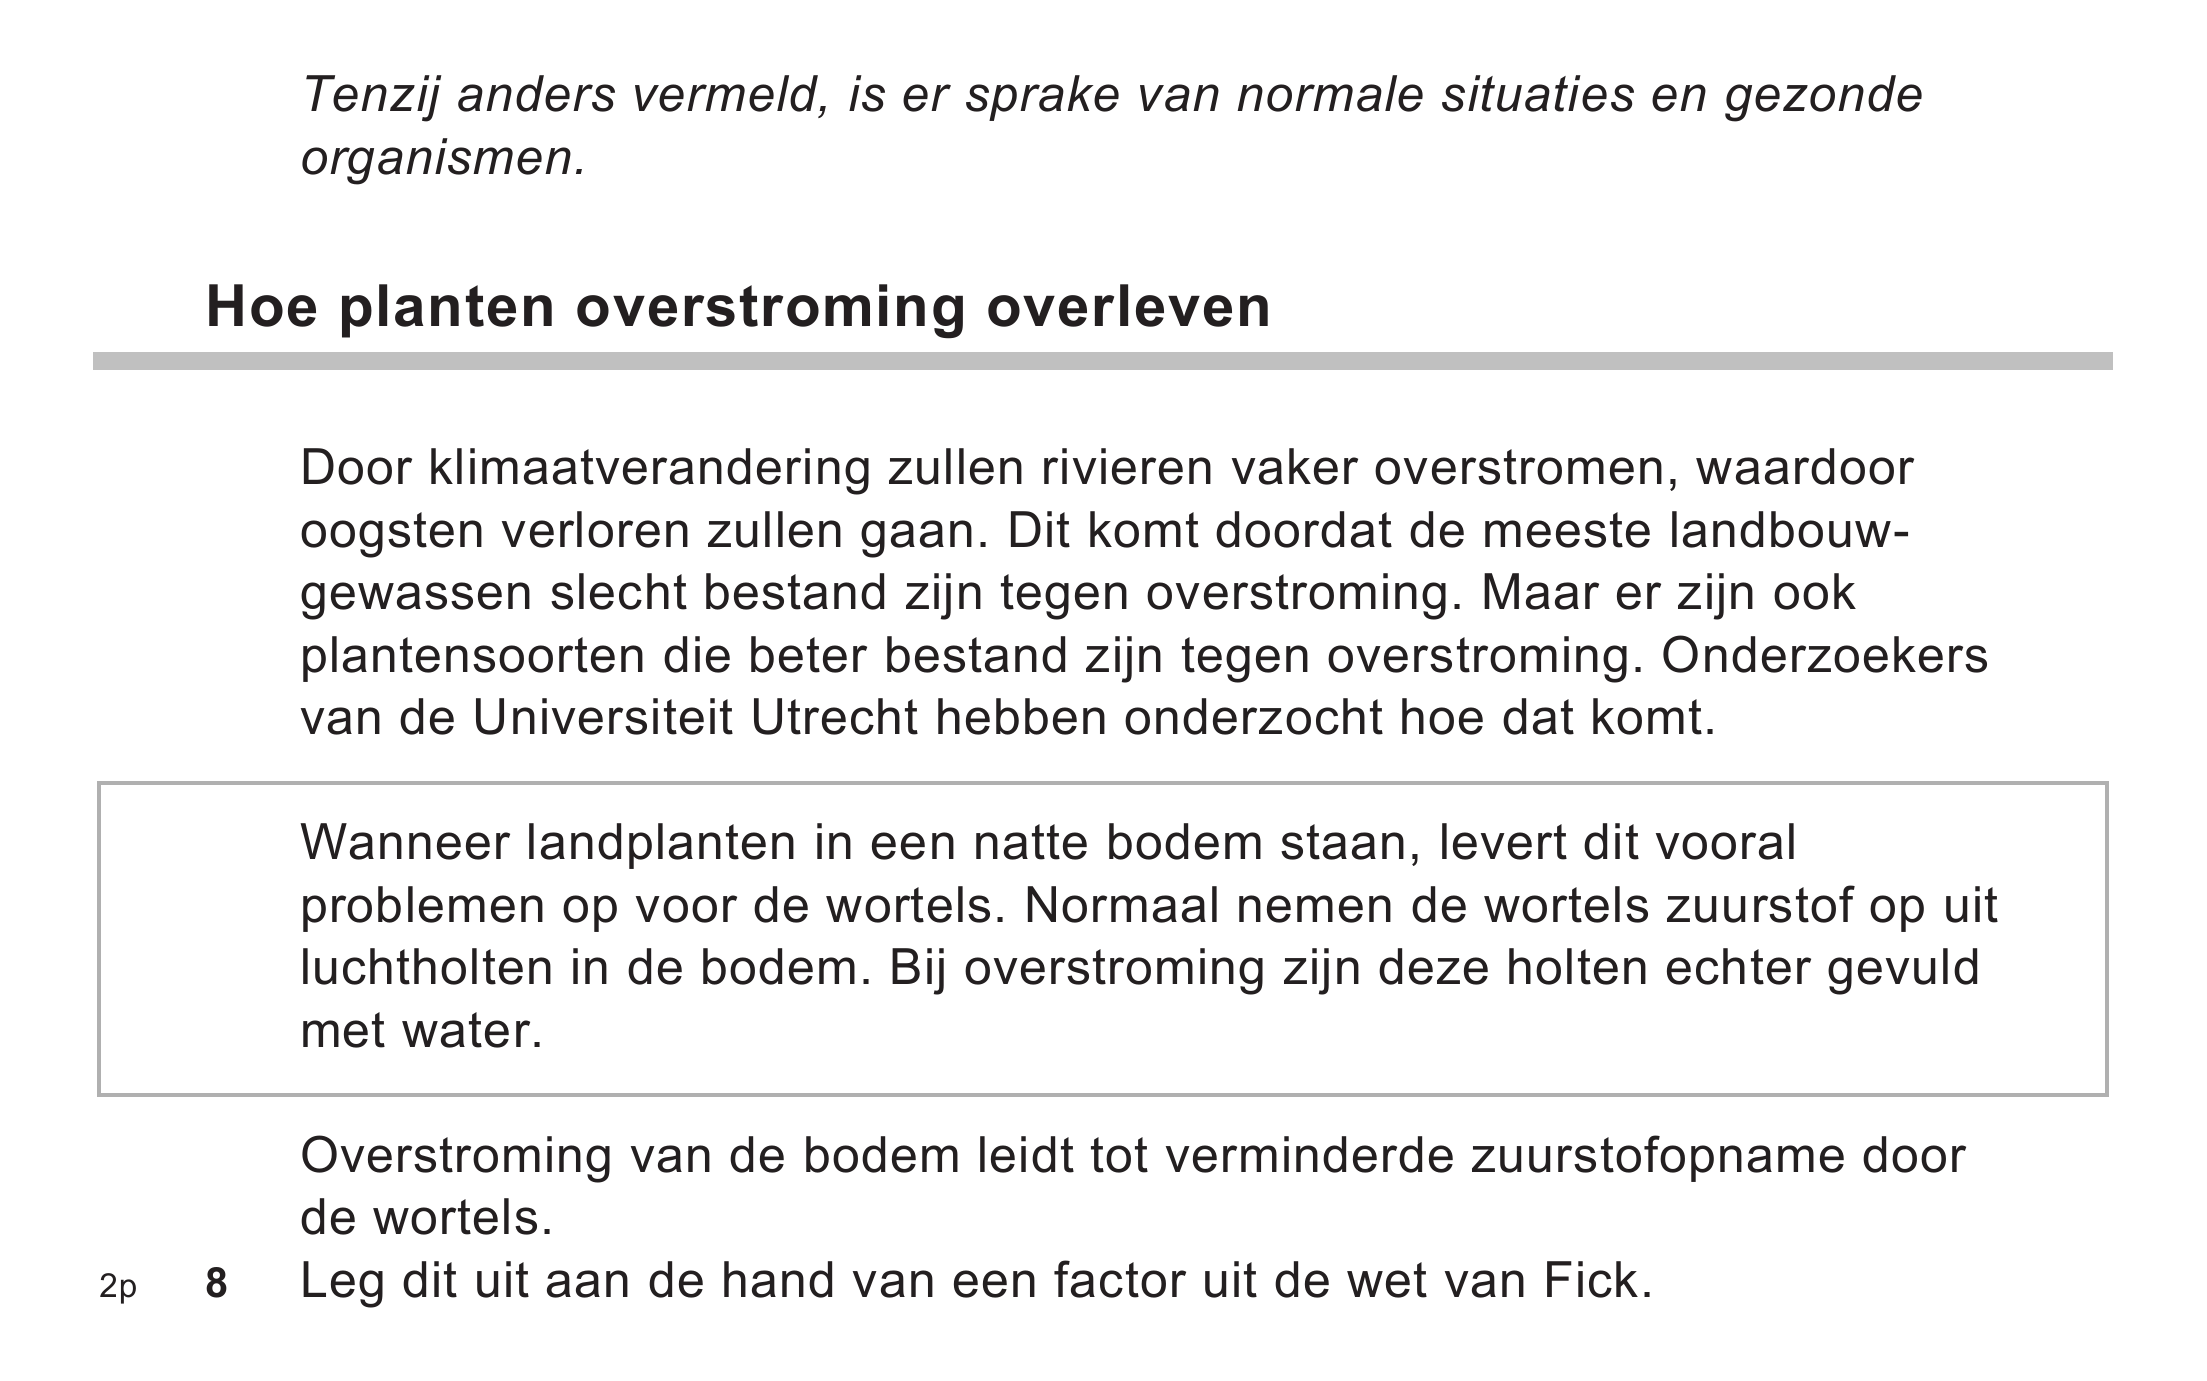 Tenzij anders vermeld, is er sprake van normale situaties en gezonde
organismen.
Hoe planten overstroming overleven
Door klimaatverandering zullen rivieren vaker overstromen, waardoor
oogsten verloren zullen gaan. Dit komt doordat de meeste landbouw-
gewassen slecht bestand zijn tegen overstroming. Maar er zijn ook
plantensoorten die beter bestand zijn tegen overstroming. Onderzoekers
van de Universiteit Utrecht hebben onderzocht hoe dat komt.
Wanneer landplanten in een natte bodem staan, levert dit vooral
problemen op voor de wortels. Normaal nemen de wortels zuurstof op uit
luchtholten in de bodem. Bij overstroming zijn deze holten echter gevuld
met water.
Overstroming van de bodem leidt tot verminderde zuurstofopname door
de wortels.
2p 8 Leg dit uit aan de hand van een factor uit de wet van Fick.